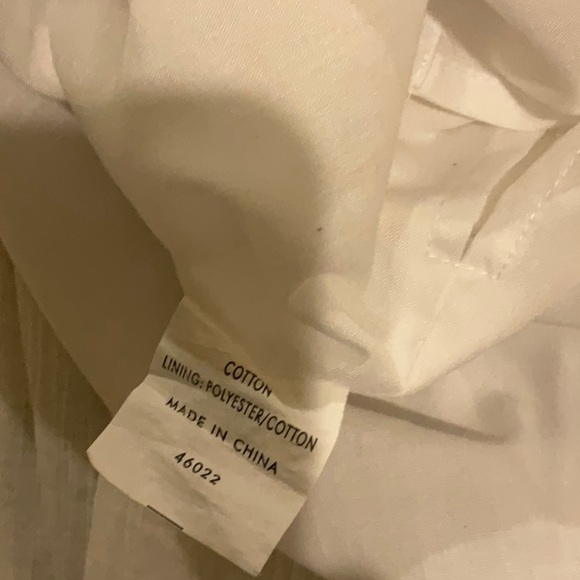 COTTON
LINING: POLYESTER/COTTON
MADE IN CHINA
46022